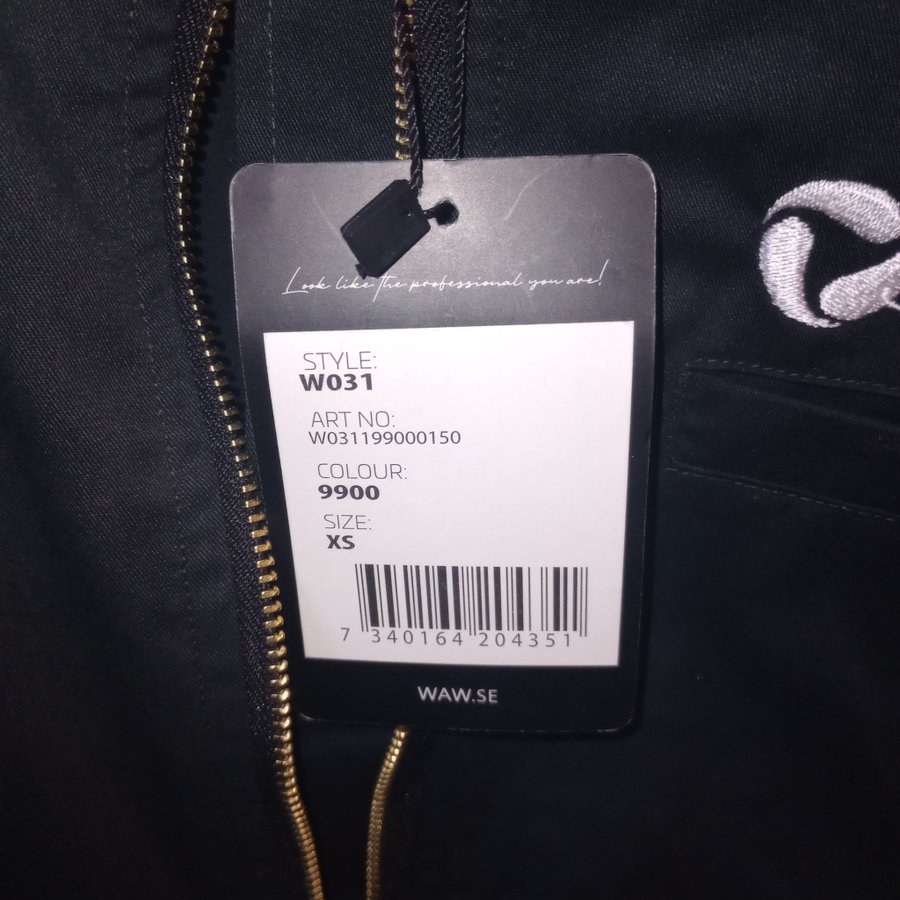 Look like the professional you are!
STYLE:
W031
ART NO:
W031199000150
COLOUR:
9900
SIZE:
XS
7 340164 204351
WAW.SE